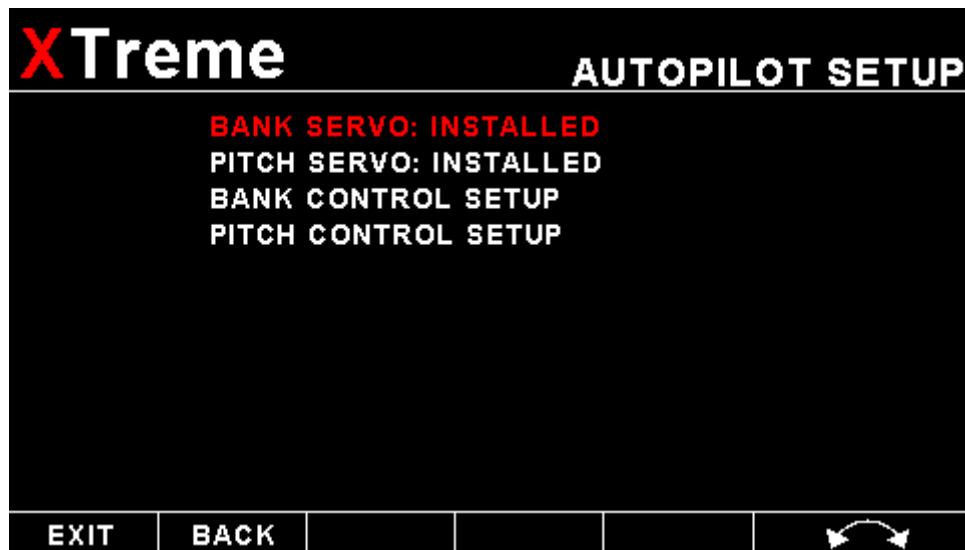 XTreme
AUTOPILOT SETUP
BANK SERVO: INSTALLED
PITCH SERVO: INSTALLED
BANK CONTROL SETUP
PITCH CONTROL SETUP
EXIT BACK